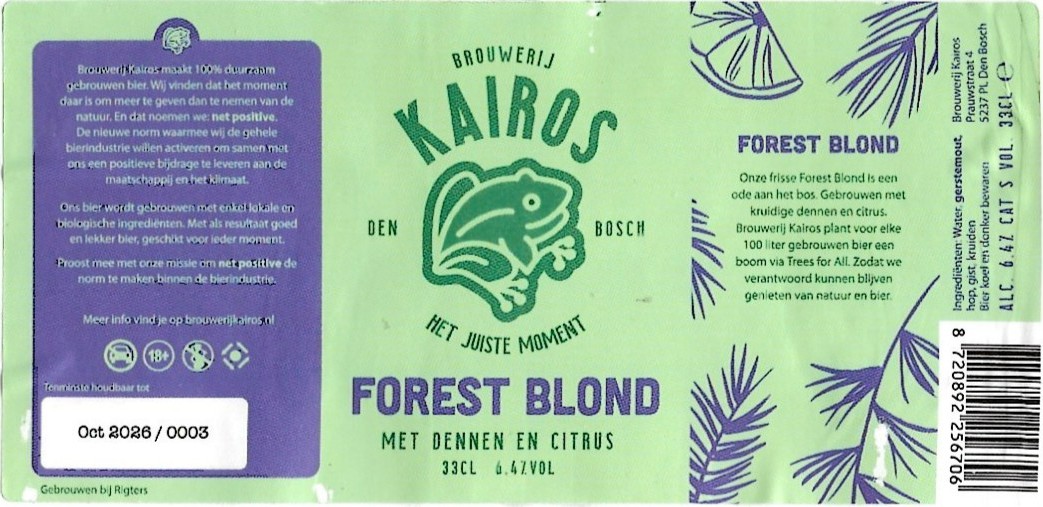 Brouwerij Kairos maakt 100% duurzaam
gebrouwen bier. Wij vinden dat het moment
daar is om meer te geven dan te nemen van de
natuur. En dat noemen we: net positive.
De nieuwe norm waarmee wij de gehele
bierindustrie willen activeren om samen met
ons een positieve bijdrage te leveren aan de
maatschappij en het klimaat.
Ons bier wordt gebrouwen met enkel lokale en
biologische ingrediënten. Met als resultaat goed
en lekker bier, geschikt voor ieder moment.
Proost mee met onze missie om net positive de
norm te maken binnen de bierindustrie.
Meer info vind je op brouwerijkairos.nl
18+
Tenminste houdbaar tot
Oct 2026 / 0003
Gebrouwen bij Rigters
BROUWERIJ
KAIROS
DEN BOSCH
HET JUISTE MOMENT
FOREST BLOND
MET DENNEN EN CITRUS
33CL 6.4%VOL
FOREST BLOND
Onze frisse Forest Blond is een
ode aan het bos. Gebrouwen met
kruidige dennen en citrus.
Brouwerij Kairos plant voor elke
100 liter gebrouwen bier een
boom via Trees for All. Zodat we
verantwoord kunnen blijven
genieten van natuur en bier.
Ingrediënten: Water, gerstemout,
hop, gist, kruiden
Bier koel en donker bewaren
Brouwerij Kairos
Prauwstraat 4
5237 PL Den Bosch
ALC. 6.4% CAT S VOL. 33CL e
8 720892 256706